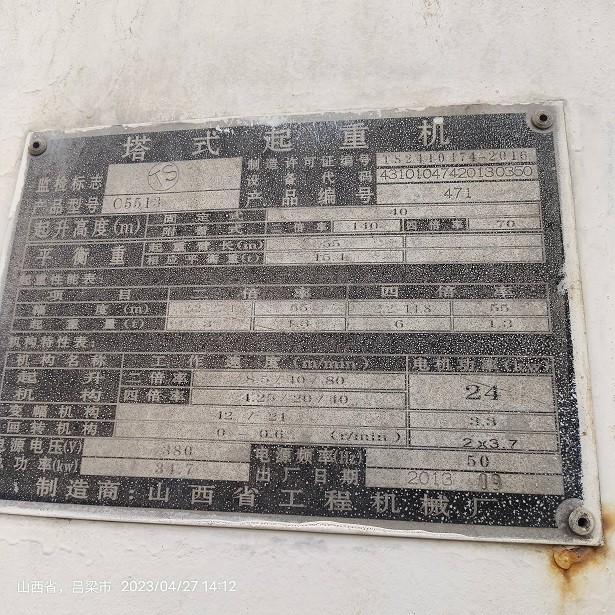 塔式起重机
监检标志 TS 制造许可证编号 TS2410474-2016
设备代码 43101047420130350
产品型号 C5513 产品编号 471
起升高度(m) 固定式 40
附着式 二倍率 140 四倍率 70
平衡重 起重臂长(m) 55
相应平衡重(t) 15.4
起重性能表:
项目 二倍率 四倍率
幅度(m) 55 55
起重量(t) 3 1.3 6 1.3
机构特性表:
机构名称 工作速度(m/min) 电机功率(kw)
起升机构 二倍率 8.5/40/80 24
四倍率 4.25/20/40
变幅机构 12.7-21 3.3
回转机构 0 0.6 (r/min) 2x3.7
电源电压(V) 380 电源频率(Hz) 50
总功率(kw) 34.7 出厂日期 2013 09
制造商:山西省工程机械厂
山西省，吕梁市 2023/04/27 14:12